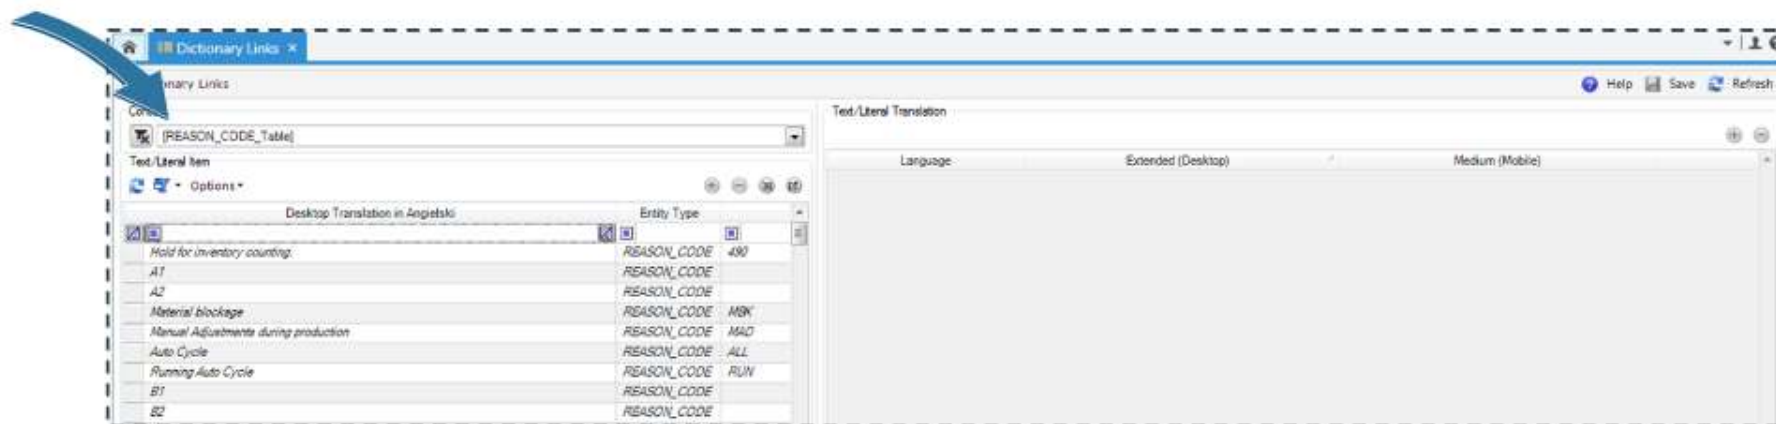 Dictionary Links ×
nary Links
Help Save Refresh
Text/Literal Translation
[REASON_CODE_Table]
Text/Literal Item
Language Extended (Desktop) Medium (Mobile)
Options
Desktop Translation in Angielski Entity Type
Hold for inventory counting. REASON_CODE 490
A1 REASON_CODE
A2 REASON_CODE
Material blockage REASON_CODE MBK
Manual Adjustments during production REASON_CODE MAD
Auto Cycle REASON_CODE ALL
Running Auto Cycle REASON_CODE RUN
B1 REASON_CODE
B2 REASON_CODE